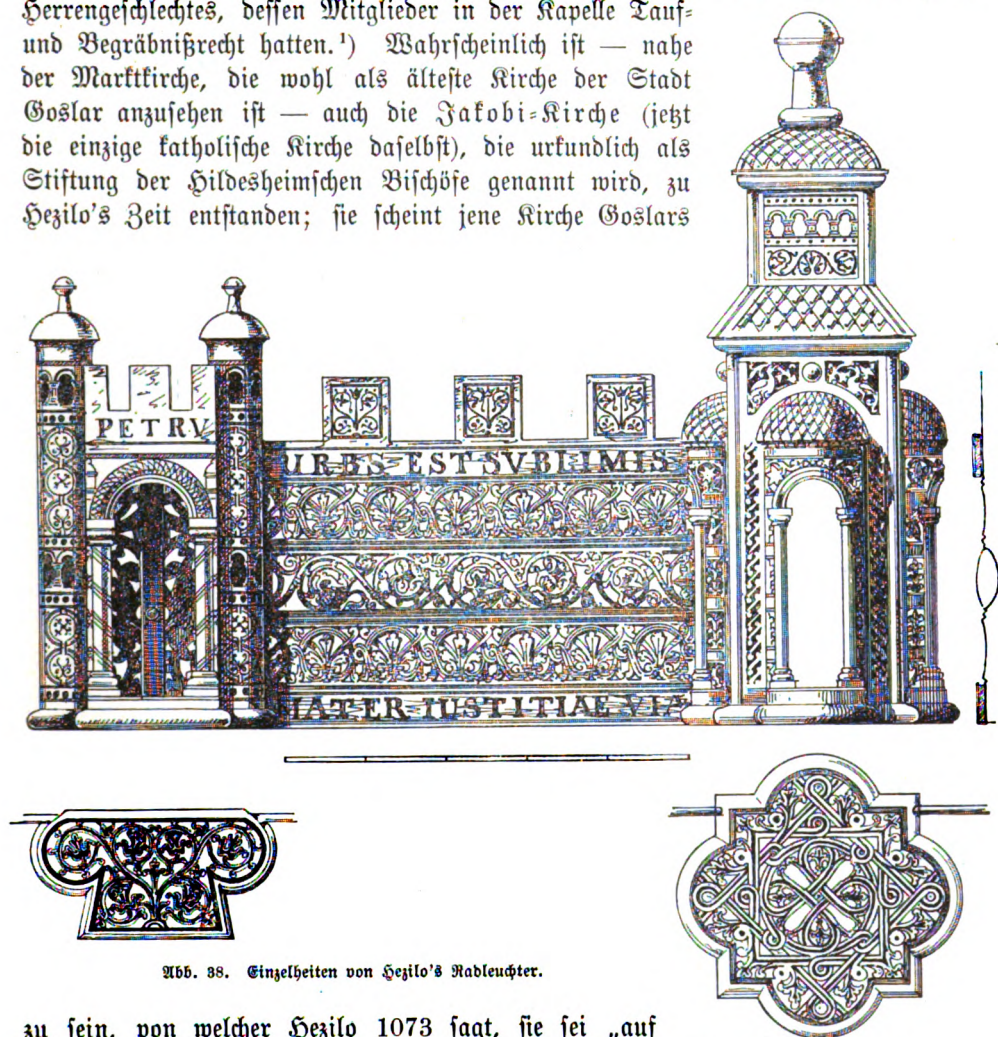 Herrengeschlechtes, dessen Mitglieder in der Kapelle Tauf-
und Begräbnißrecht hatten.¹) Wahrscheinlich ist — nahe
der Marktkirche, die wohl als älteste Kirche der Stadt
Goslar anzusehen ist — auch die Jakobi-Kirche (jetzt
die einzige katholische Kirche daselbst), die urkundlich als
Stiftung der Hildesheimschen Bischöfe genannt wird, zu
Hezilo's Zeit entstanden; sie scheint jene Kirche Goslars
PETRV
URBS EST SVBLIMIS
MATER IUSTITIAE VIA
Abb. 38. Einzelheiten von Hezilo's Radleuchter.
zu sein, von welcher Hezilo 1073 sagt, sie sei „auf